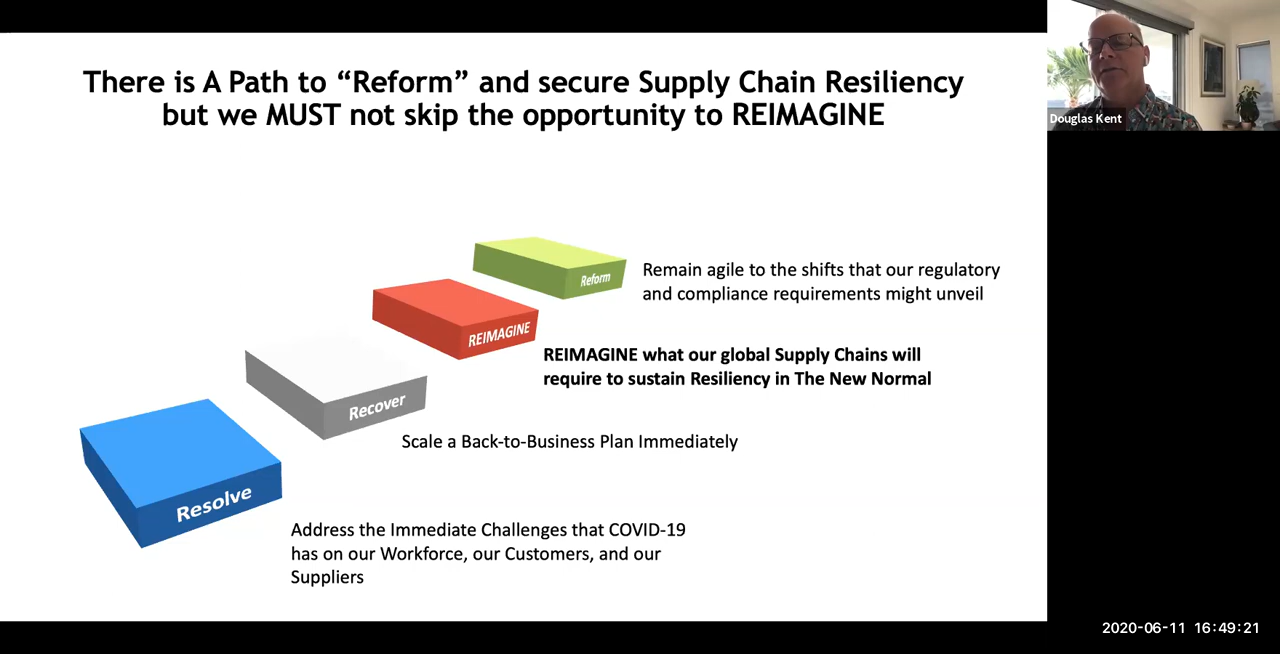 There is A Path to “Reform” and secure Supply Chain Resiliency
but we MUST not skip the opportunity to REIMAGINE
Douglas Kent
Reform
Remain agile to the shifts that our regulatory
and compliance requirements might unveil
REIMAGINE
REIMAGINE what our global Supply Chains will
require to sustain Resiliency in The New Normal
Recover
Scale a Back-to-Business Plan Immediately
Resolve
Address the Immediate Challenges that COVID-19
has on our Workforce, our Customers, and our
Suppliers
2020-06-11 16:49:21